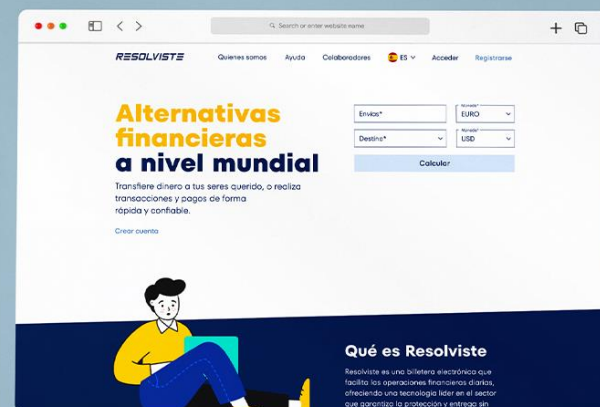 Search or enter website name
RESOLVISTE
Quienes somos
Ayuda
Colaboradores
ES
Acceder
Registrarse
Alternativas
financieras
a nivel mundial
Transfiere dinero a tus seres querido, o realiza
transacciones y pagos de forma
rápida y confiable.
Crear cuenta
Envías*
Moneda*
EURO
Destino*
Moneda*
USD
Calcular
Qué es Resolviste
Resolviste es una billetera electrónica que
facilita las operaciones financieras diarias,
ofreciendo una tecnología líder en el sector
que garantiza la protección y entrega sin